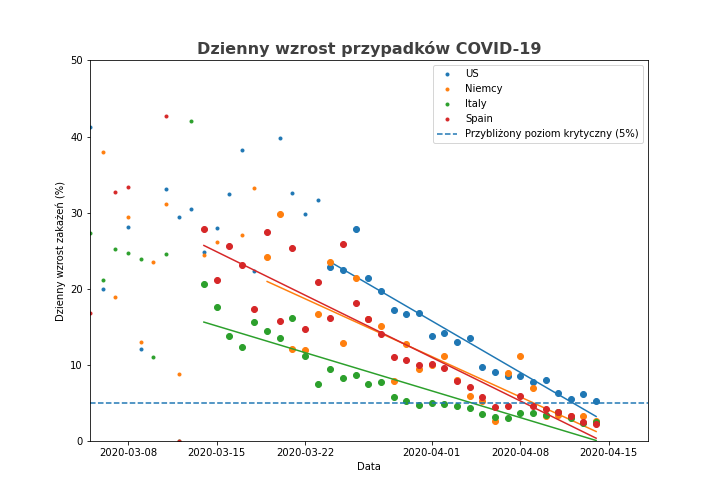 Dzienny wzrost przypadków COVID-19
US
Niemcy
Italy
Spain
Przybliżony poziom krytyczny (5%)
Dzienny wzrost zakażeń (%)
50
40
30
20
10
0
2020-03-08
2020-03-15
2020-03-22
2020-04-01
2020-04-08
2020-04-15
Data